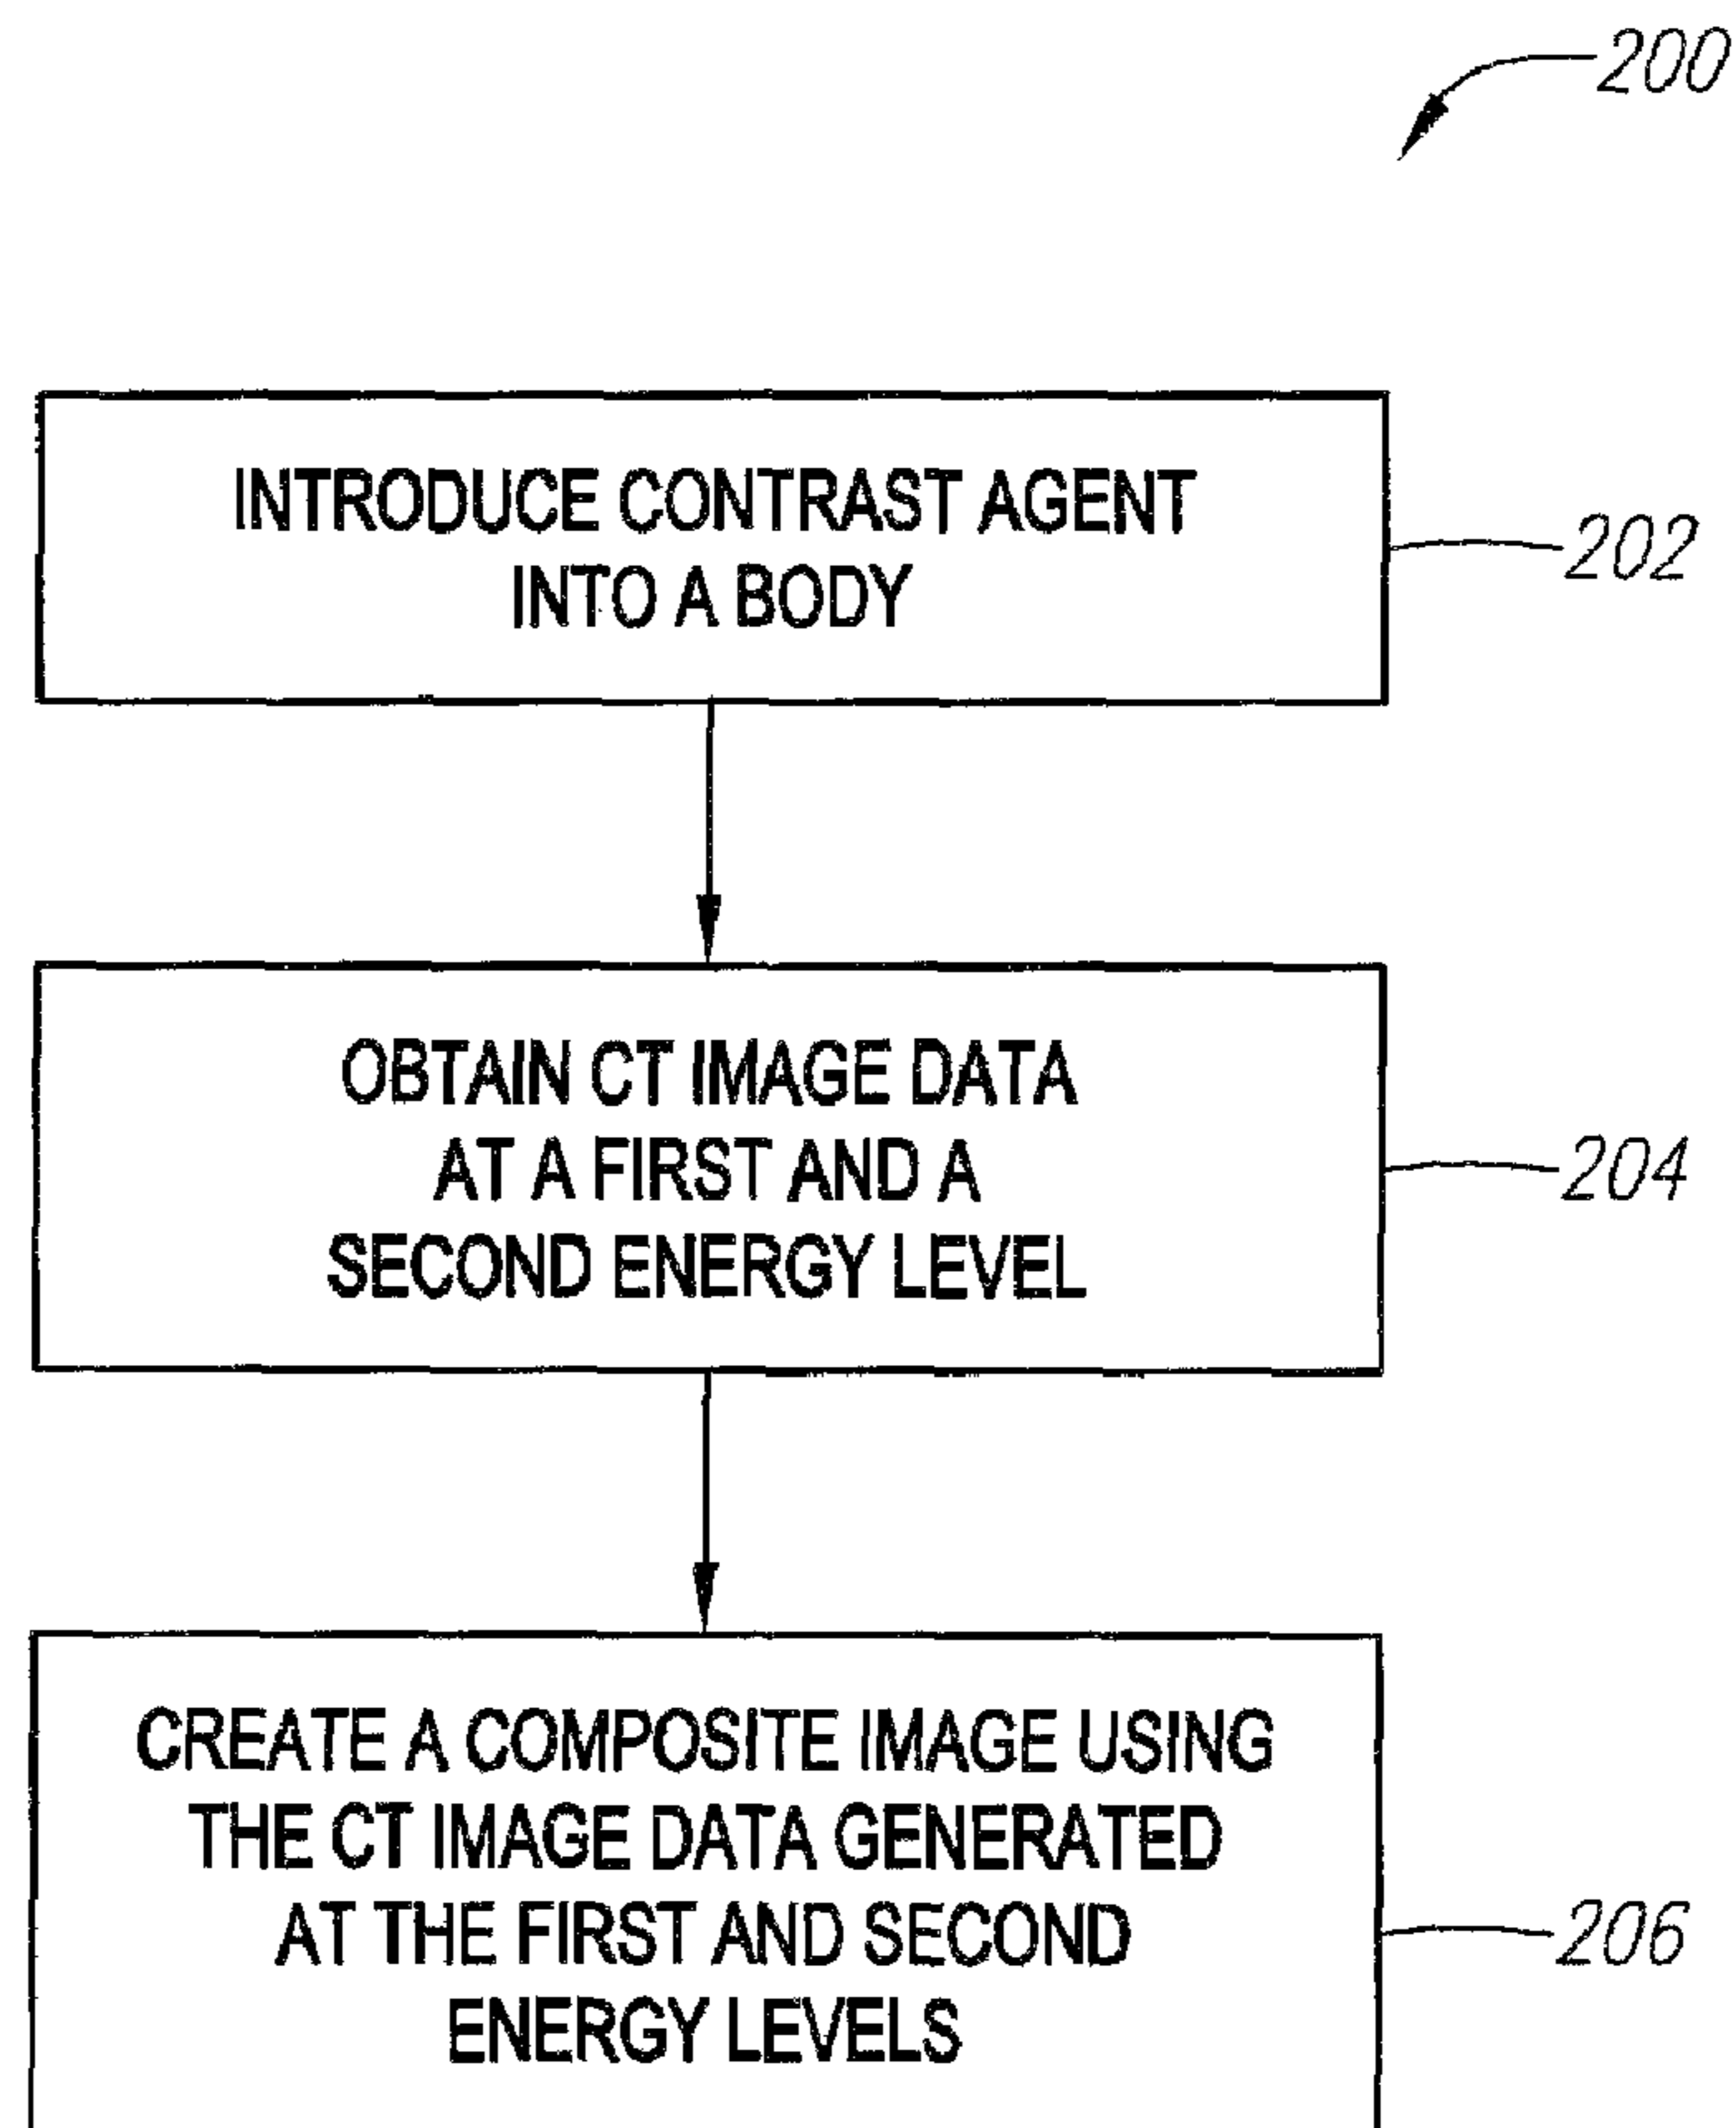 200
INTRODUCE CONTRAST AGENT
INTO A BODY
202
OBTAIN CT IMAGE DATA
AT A FIRST AND A
SECOND ENERGY LEVEL
204
CREATE A COMPOSITE IMAGE USING
THE CT IMAGE DATA GENERATED
AT THE FIRST AND SECOND
ENERGY LEVELS
206